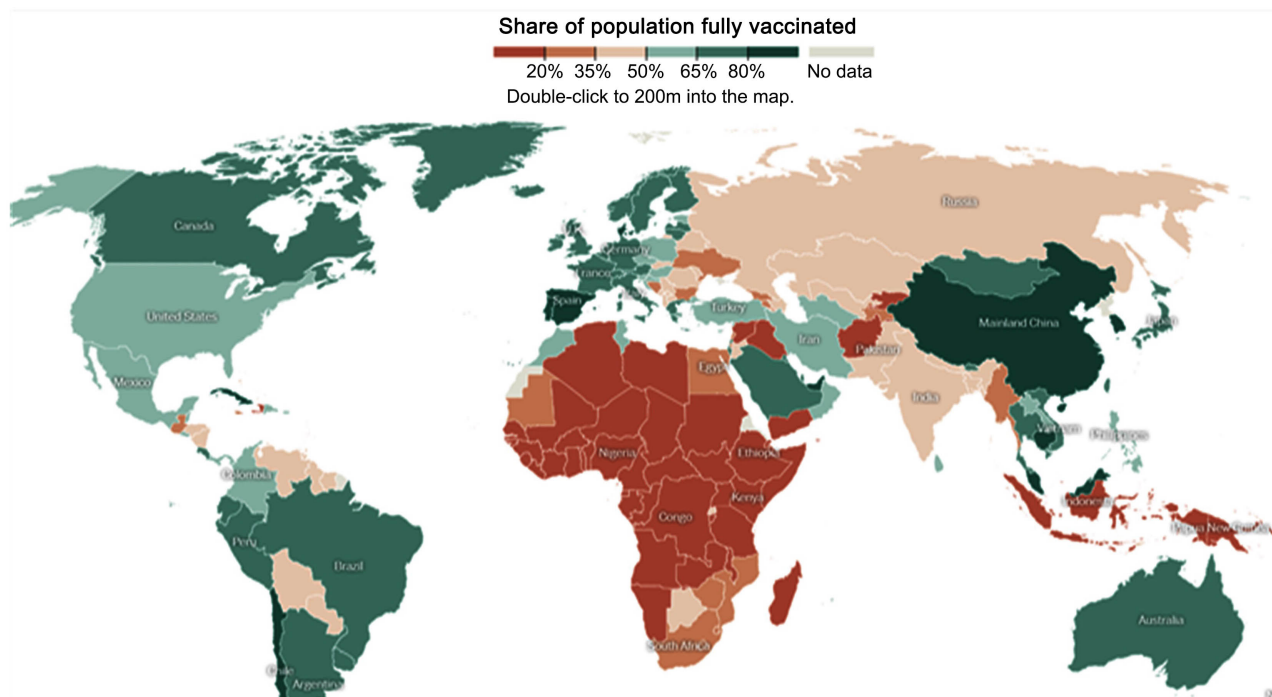 Share of population fully vaccinated
20% 35% 50% 65% 80% No data
Double-click to 200m into the map.
Canada
Russia
U.K.
Germany
France
Spain
Turkey
Mainland China
Japan
United States
Iran
Pakistan
Mexico
Egypt
India
Vietnam
Philippines
Colombia
Nigeria
Ethiopia
Kenya
Indonesia
Congo
Papua New Guinea
Peru
Brazil
Australia
South Africa
Chile
Argentina